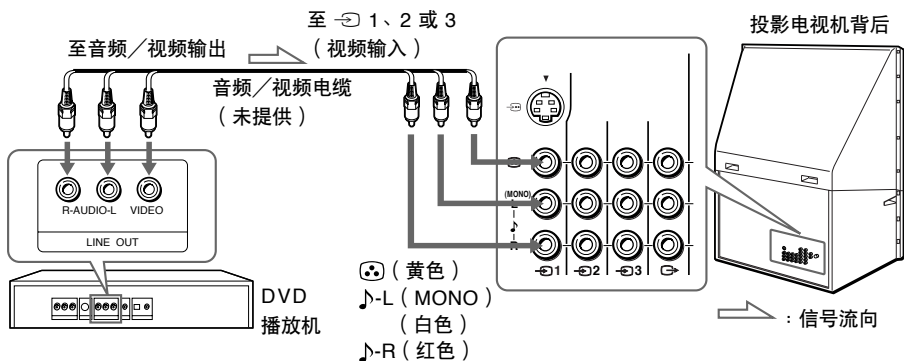 至 1、2 或 3
（视频输入）
投影电视机背后
至音频／视频输出
音频／视频电缆
（未提供）
R-AUDIO-L VIDEO
LINE OUT
DVD
播放机
(MONO)
L
R
1 2 3
（黄色）
♪-L（MONO）
（白色）
♪-R（红色）
：信号流向